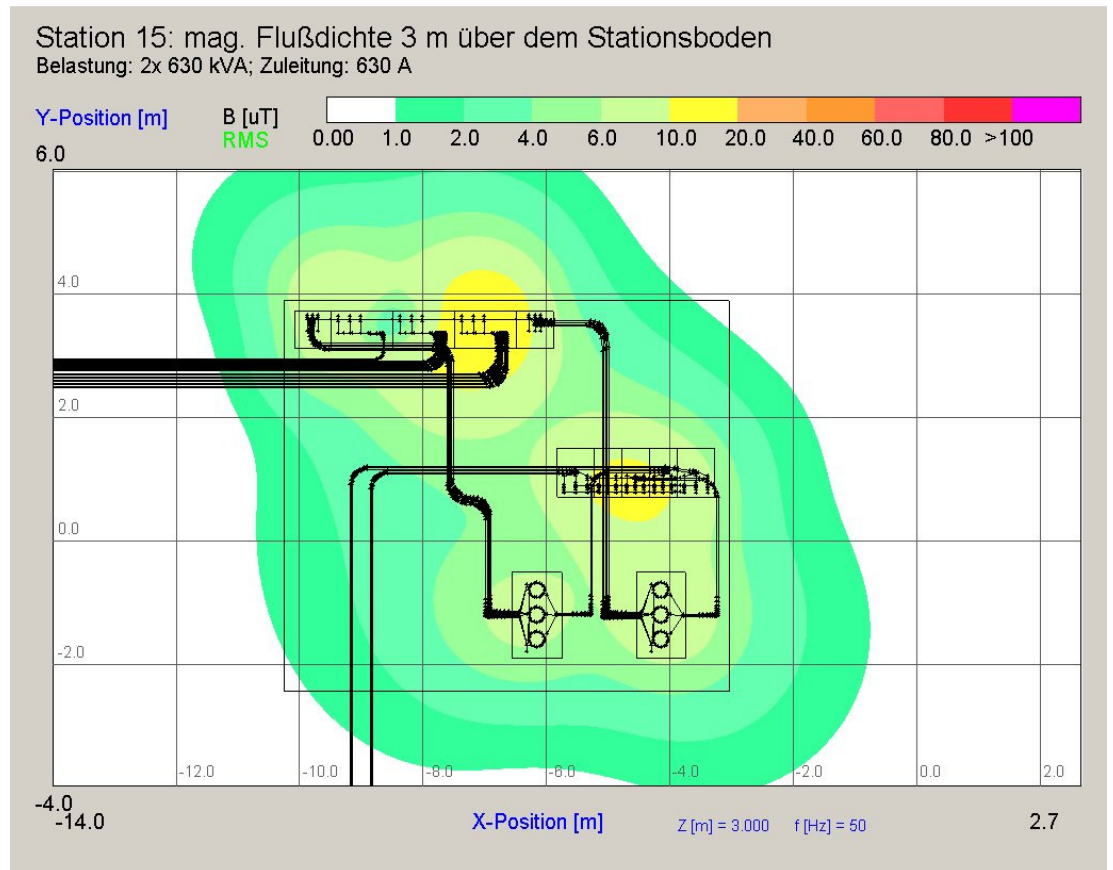 Station 15: mag. Flußdichte 3 m über dem Stationsboden
Belastung: 2x 630 kVA; Zuleitung: 630 A
Y-Position [m] B [uT]
RMS 0.00 1.0 2.0 4.0 6.0 10.0 20.0 40.0 60.0 80.0 >100
6.0
4.0
2.0
0.0
-2.0
-12.0 -10.0 -8.0 -6.0 -4.0 -2.0 0.0 2.0
-4.0
-14.0 X-Position [m] Z [m] = 3.000 f [Hz] = 50 2.7